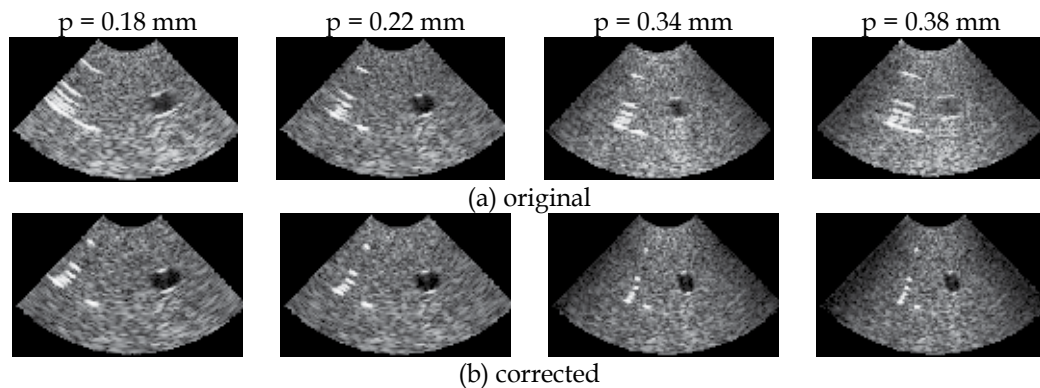 p = 0.18 mm p = 0.22 mm p = 0.34 mm p = 0.38 mm
(a) original
(b) corrected